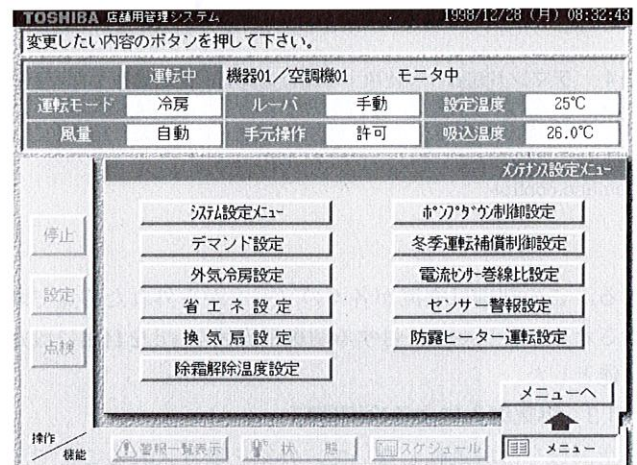 TOSHIBA 店舗用管理システム 1998/12/28 (月) 08:32:43
変更したい内容のボタンを押して下さい。
運転中 機器01／空調機01 モニタ中
運転モード 冷房 ルーバ 手動 設定温度 25℃
風量 自動 手元操作 許可 吸込温度 26.0℃
ﾒﾝﾃﾅﾝｽ設定ﾒﾆｭｰ
停止
設定
点検
ｼｽﾃﾑ設定ﾒﾆｭｰ
デマンド設定
外気冷房設定
省エネ設定
換気扇設定
除霜解除温度設定
ﾎﾟﾝﾌﾟﾀﾞｳﾝ制御設定
冬季運転補償制御設定
電流ｾﾝｻｰ巻線比設定
センサー警報設定
防露ヒーター運転設定
メニューへ
操作／機能
警報一覧表示 状態 スケジュール メニュー